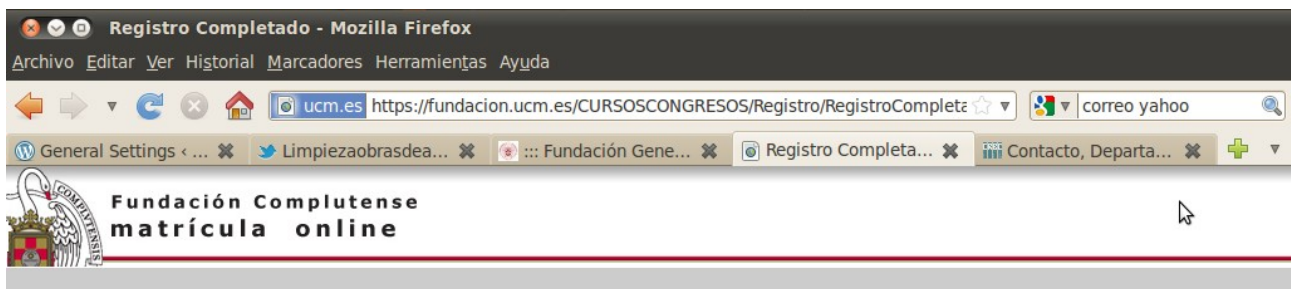 Registro Completado - Mozilla Firefox
Archivo Editar Ver Historial Marcadores Herramientas Ayuda
ucm.es https://fundacion.ucm.es/CURSOSCONGRESOS/Registro/RegistroCompleta correo yahoo
General Settings ‹ ... Limpiezaobrasdea... ::: Fundación Gene... Registro Completa... Contacto, Departa...
Fundación Complutense
matrícula online